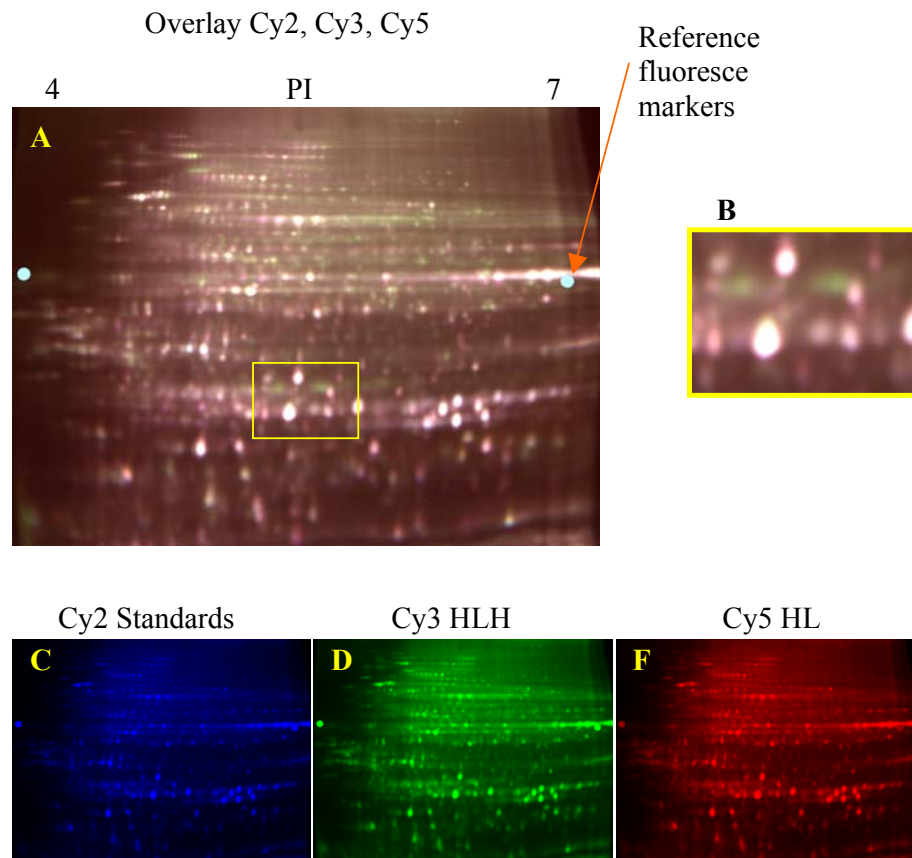 Overlay Cy2, Cy3, Cy5
Reference
fluoresce
markers
4 PI 7
A
B
Cy2 Standards Cy3 HLH Cy5 HL
C D F